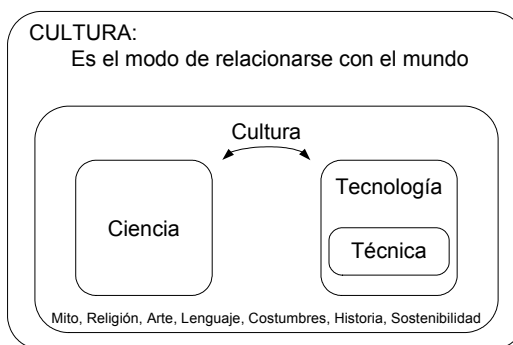 CULTURA:
Es el modo de relacionarse con el mundo
Cultura
Ciencia
Tecnología
Técnica
Mito, Religión, Arte, Lenguaje, Costumbres, Historia, Sostenibilidad